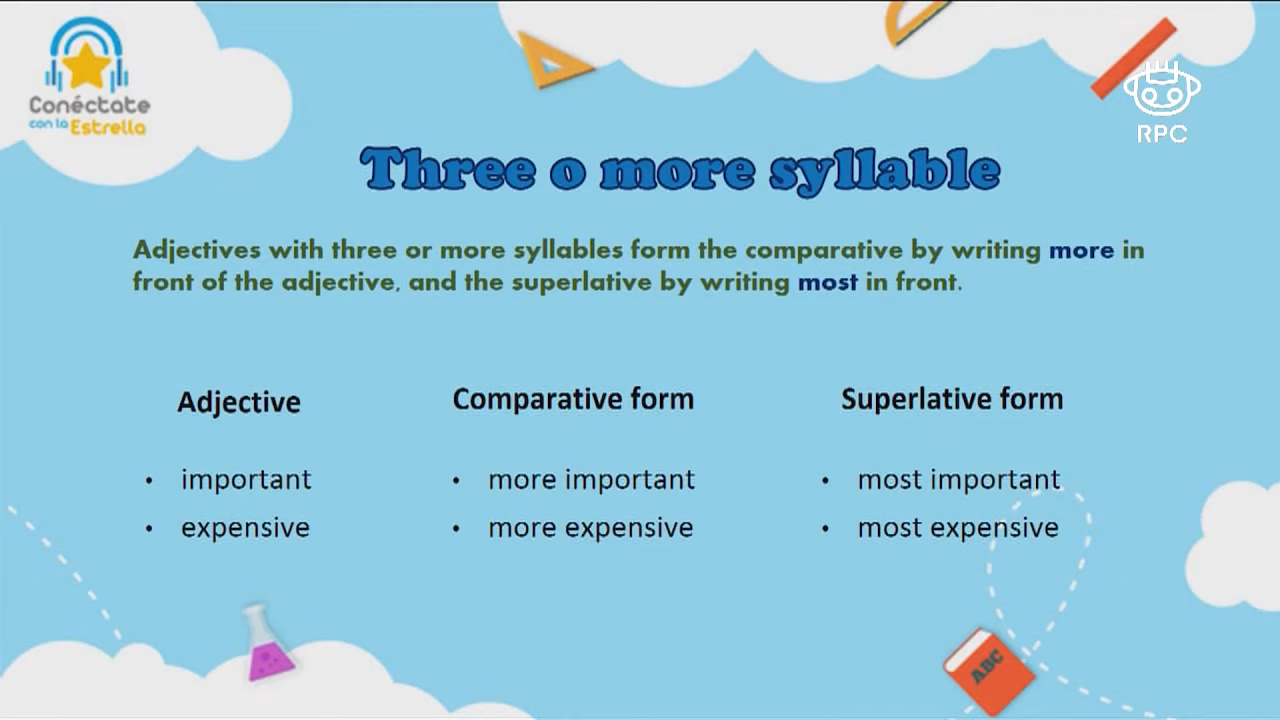 Conéctate
con la Estrella
RPC
Three o more syllable
Adjectives with three or more syllables form the comparative by writing more in
front of the adjective, and the superlative by writing most in front.
Adjective Comparative form Superlative form
• important • more important • most important
• expensive • more expensive • most expensive
ABC